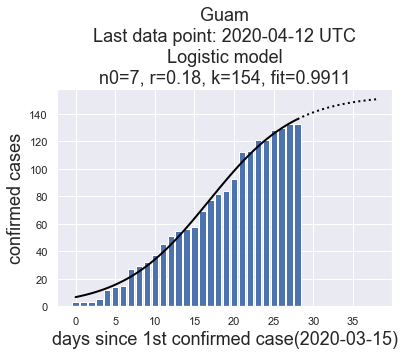 Guam
Last data point: 2020-04-12 UTC
Logistic model
n0=7, r=0.18, k=154, fit=0.9911
140
120
100
80
60
40
20
0
confirmed cases
0 5 10 15 20 25 30 35
days since 1st confirmed case(2020-03-15)